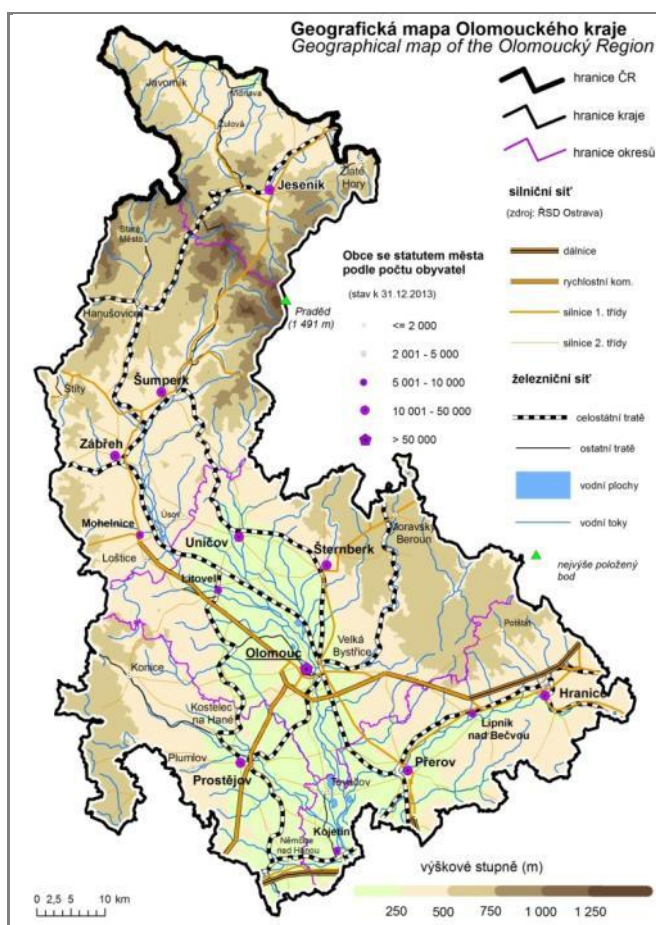 Geografická mapa Olomouckého kraje
Geographical map of the Olomoucký Region
hranice ČR
hranice kraje
hranice okresů
silniční síť
(zdroj: ŘSD Ostrava)
dálnice
rychlostní kom.
silnice 1. třídy
silnice 2. třídy
železniční síť
celostátní tratě
ostatní tratě
vodní plochy
vodní toky
nejvýše položený
bod
Obce se statutem města
podle počtu obyvatel
(stav k 31.12.2013)
<= 2 000
2 001 - 5 000
5 001 - 10 000
10 001 - 50 000
> 50 000
Javorník
Vidnava
Žulová
Jeseník
Zlaté
Hory
Staré
Město
Hanušovice
Praděd
(1 491 m)
Šumperk
Štíty
Zábřeh
Mohelnice
Úsov
Loštice
Uničov
Šternberk
Moravský
Beroun
Litovel
Velká
Bystřice
Potštát
Olomouc
Konice
Kostelec
na Hané
Hranice
Lipník
nad Bečvou
Plumlov
Prostějov
Přerov
Tovačov
Kojetín
Němčice
nad Hanou
výškové stupně (m)
250 500 750 1 000 1 250
0 2,5 5 10 km